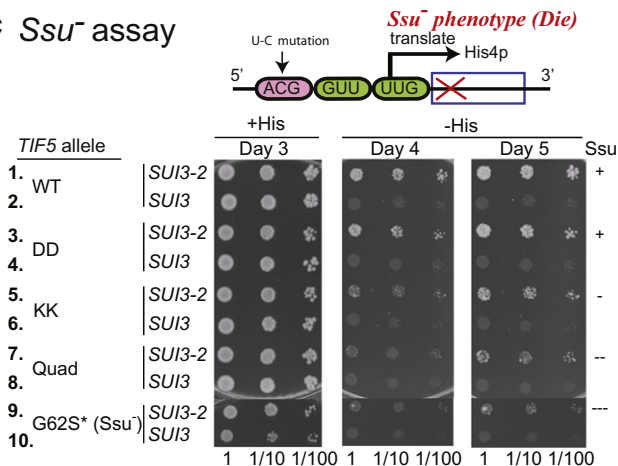 C Ssu⁻ assay
Ssu⁻ phenotype (Die)
U-C mutation
translate
His4p
5' ACG GUU UUG 3'
+His -His
TIF5 allele Day 3 Day 4 Day 5 Ssu
1. WT SUI3-2 +
2. SUI3
3. DD SUI3-2 +
4. SUI3
5. KK SUI3-2 -
6. SUI3
7. Quad SUI3-2 --
8. SUI3
9. G62S* (Ssu⁻) SUI3-2 ---
10. SUI3
1 1/10 1/100 1 1/10 1/100 1 1/10 1/100